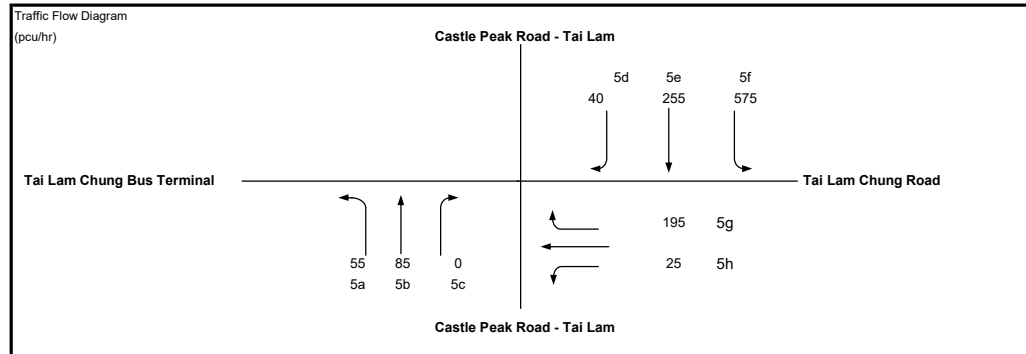 Traffic Flow Diagram
(pcu/hr)
Castle Peak Road - Tai Lam
5d 5e 5f
40 255 575
Tai Lam Chung Bus Terminal
Tai Lam Chung Road
195 5g
55 85 0
25 5h
5a 5b 5c
Castle Peak Road - Tai Lam